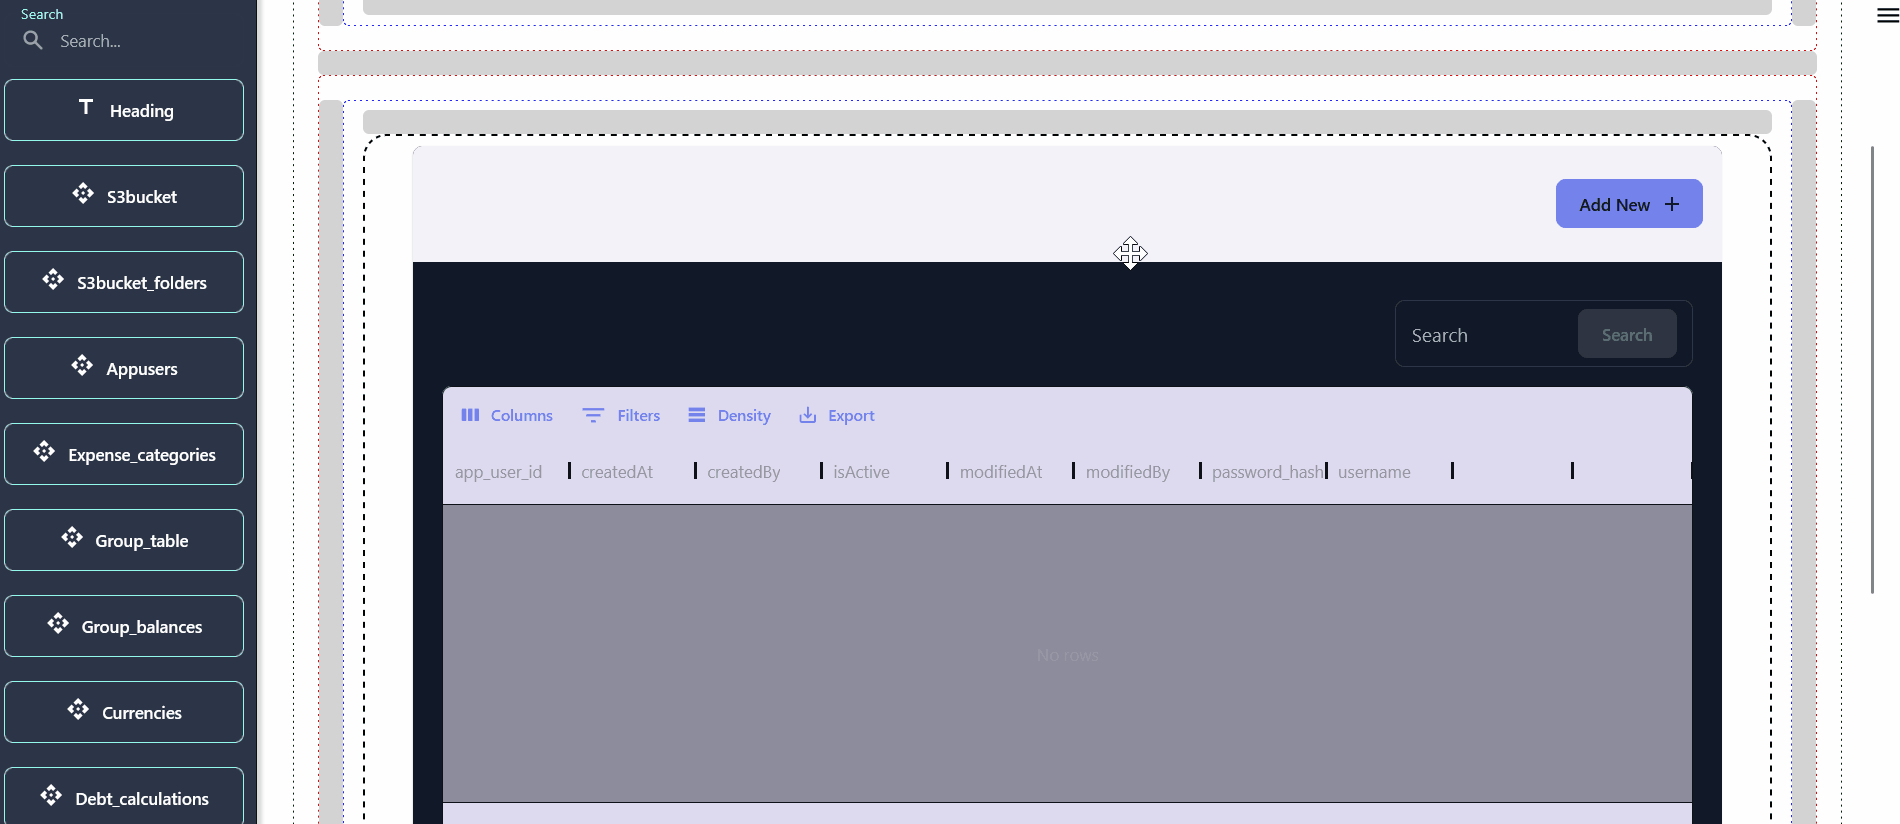 Search
Search...
Heading
S3bucket
S3bucket_folders
Appusers
Expense_categories
Group_table
Group_balances
Currencies
Debt_calculations
Add New
Search
Search
Columns Filters Density Export
app_user_id createdAt createdBy isActive modifiedAt modifiedBy password_hash username
No rows